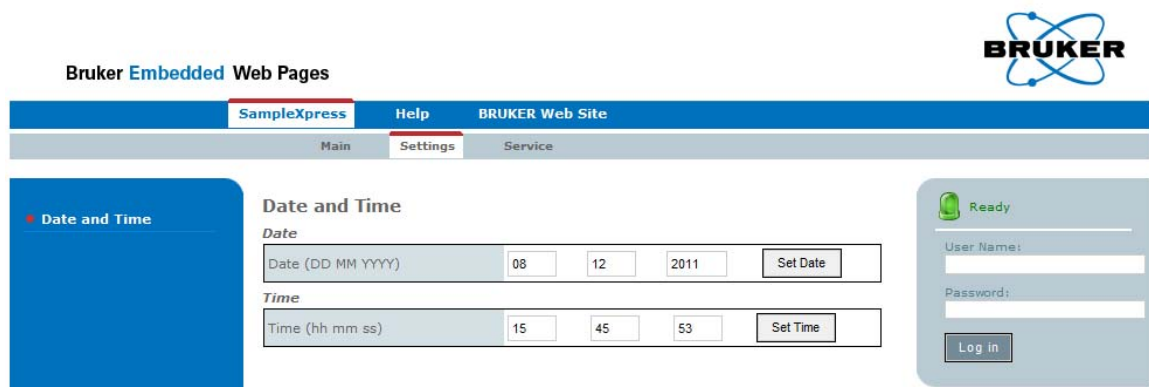 BRUKER
Bruker Embedded Web Pages
SampleXpress Help BRUKER Web Site
Main Settings Service
Date and Time
Date and Time
Date
Date (DD MM YYYY) 08 12 2011 Set Date
Time
Time (hh mm ss) 15 45 53 Set Time
Ready
User Name:
Password:
Log in